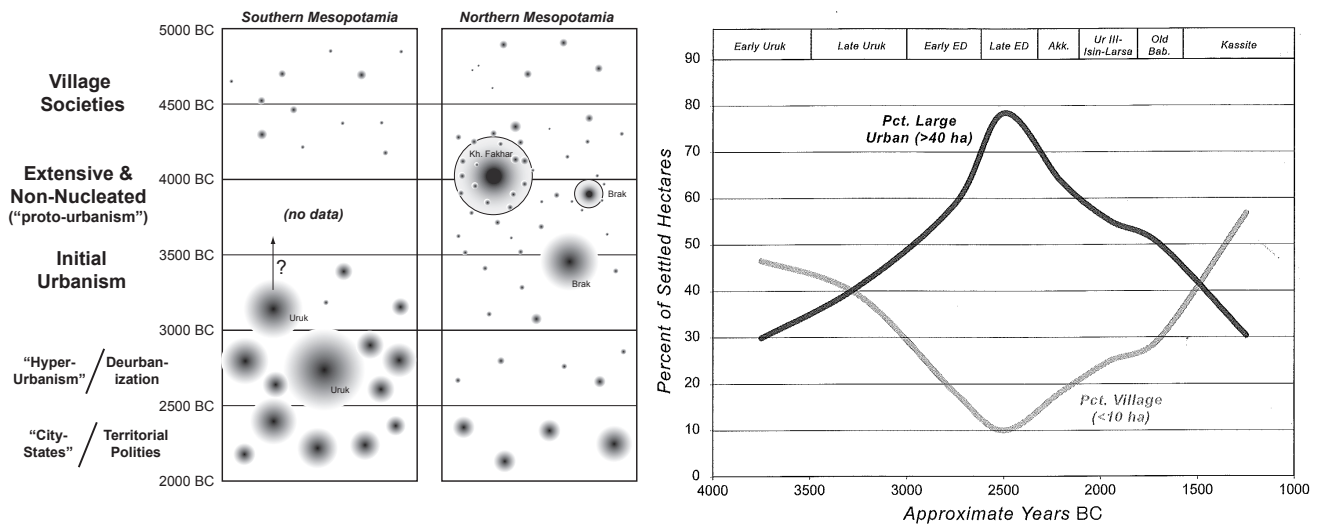 Southern Mesopotamia
Northern Mesopotamia
5000 BC
4500 BC
4000 BC
3500 BC
3000 BC
2500 BC
2000 BC
Village
Societies
Extensive &
Non-Nucleated
(“proto-urbanism”)
Initial
Urbanism
“Hyper-
Urbanism”
Deurban-
ization
“City-
States”
Territorial
Polities
(no data)
?
Uruk
Uruk
Kh. Fakhar
Brak
Brak
Early Uruk
Late Uruk
Early ED
Late ED
Akk.
Ur III-
Isin-Larsa
Old
Bab.
Kassite
Percent of Settled Hectares
90
80
70
60
50
40
30
20
10
0
Pct. Large
Urban (>40 ha)
Pct. Village
(<10 ha)
4000
3500
3000
2500
2000
1500
1000
Approximate Years BC